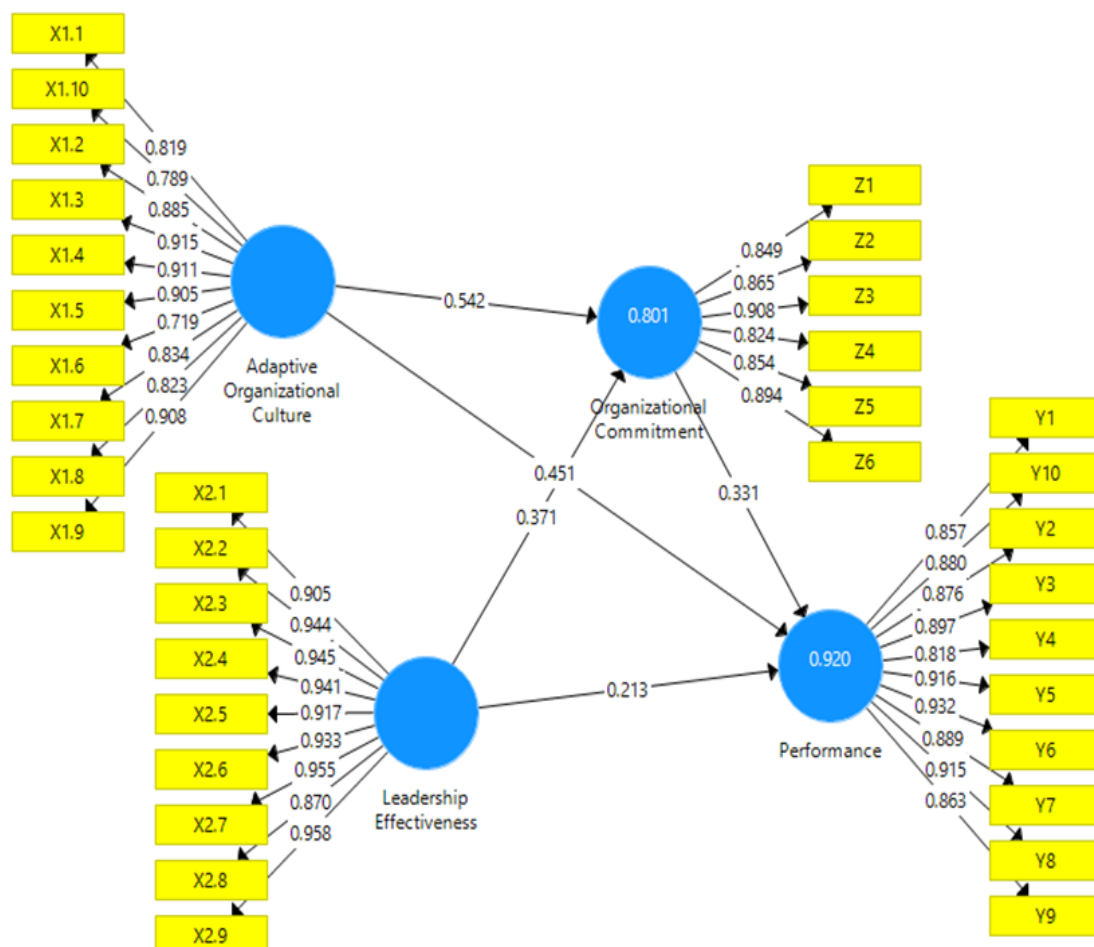 X1.1
X1.10
X1.2
X1.3
X1.4
X1.5
X1.6
X1.7
X1.8
X1.9
0.819
0.789
0.885
0.915
0.911
0.905
0.719
0.834
0.823
0.908
Adaptive
Organizational
Culture
0.542
0.451
0.371
0.801
Organizational
Commitment
0.849
0.865
0.908
0.824
0.854
0.894
Z1
Z2
Z3
Z4
Z5
Z6
0.331
X2.1
X2.2
X2.3
X2.4
X2.5
X2.6
X2.7
X2.8
X2.9
0.905
0.944
0.945
0.941
0.917
0.933
0.955
0.870
0.958
Leadership
Effectiveness
0.213
0.920
Performance
0.857
0.880
0.876
0.897
0.818
0.916
0.932
0.889
0.915
0.863
Y1
Y10
Y2
Y3
Y4
Y5
Y6
Y7
Y8
Y9